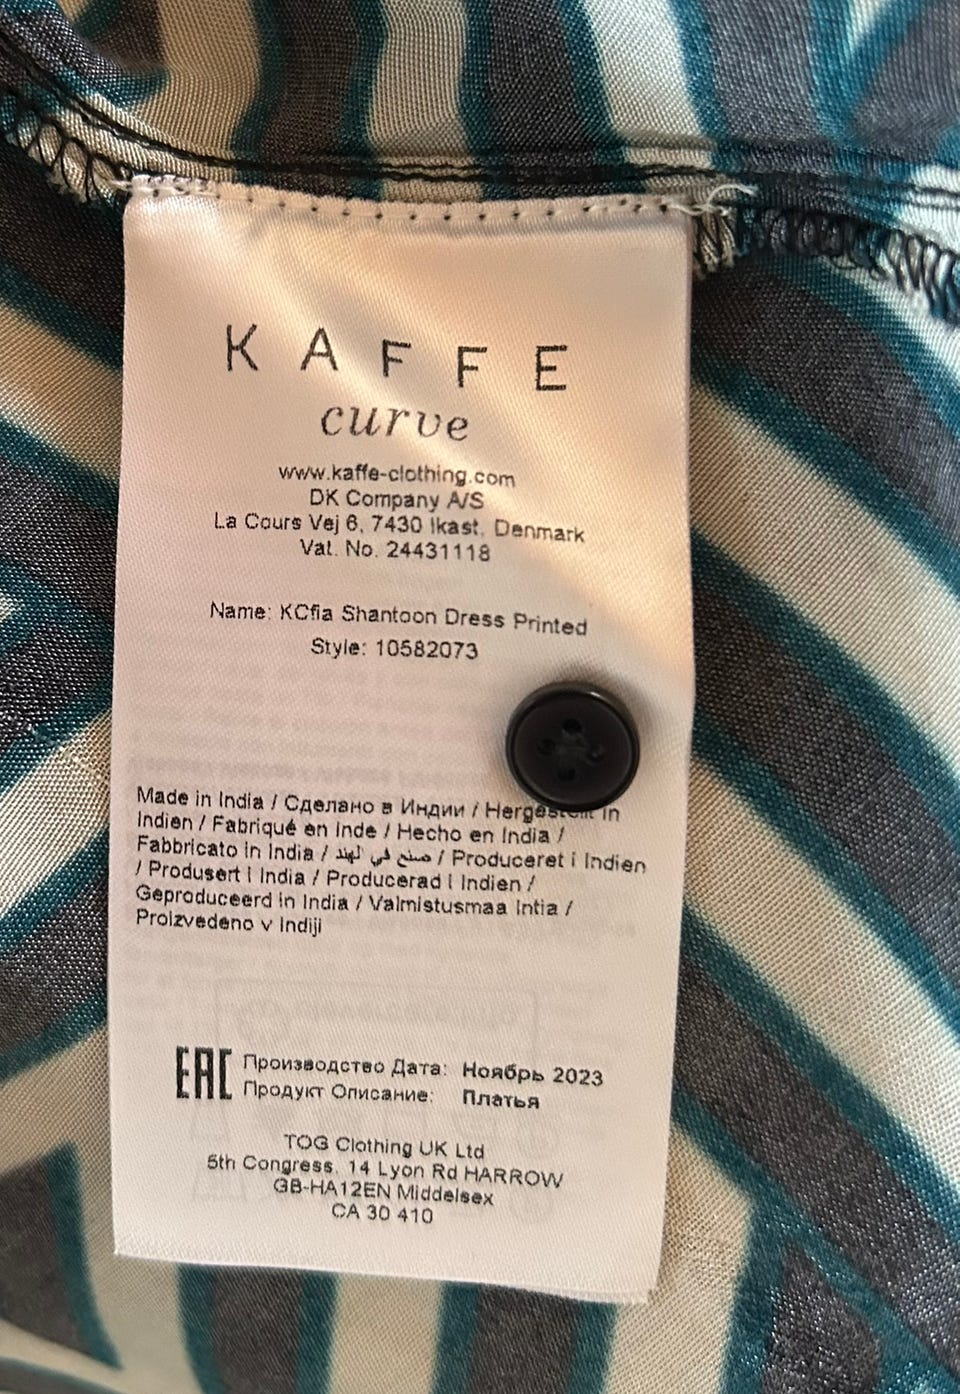 KAFFE
curve
www.kaffe-clothing.com
DK Company A/S
La Cours Vej 6, 7430 Ikast, Denmark
Vat. No. 24431118
Name: KCfia Shantoon Dress Printed
Style: 10582073
Made in India / Сделано в Индии / Hergestellt in
Indien / Fabriqué en Inde / Hecho en India /
Fabbricato in India / صنع في الهند / Produceret i Indien
/ Produsert i India / Producerad i Indien /
Geproduceerd in India / Valmistusmaa Intia /
Proizvedeno v Indiji
EAC Производство Дата: Ноябрь 2023
Продукт Описание: Платья
TOG Clothing UK Ltd
5th Congress, 14 Lyon Rd HARROW
GB-HA12EN Middelsex
CA 30 410